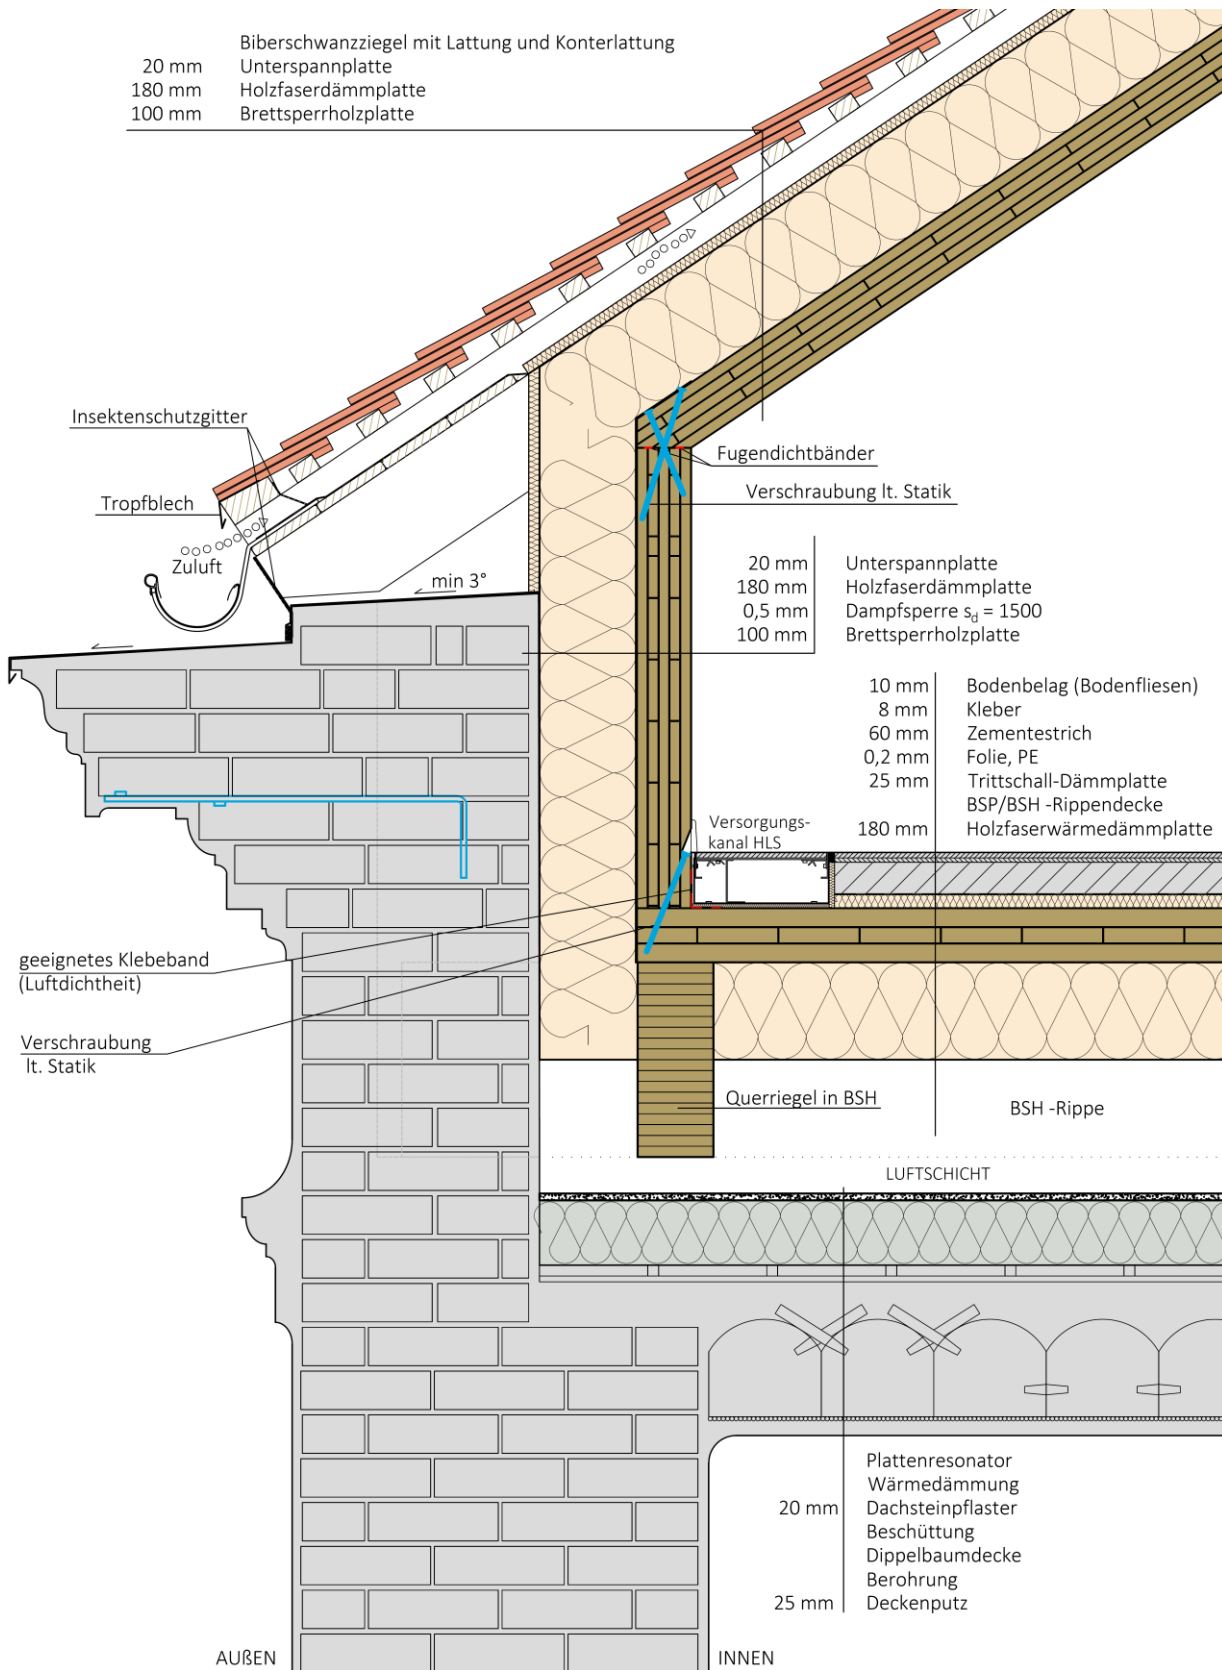 Biberschwanzziegel mit Lattung und Konterlattung
20 mm Unterspannplatte
180 mm Holzfaserdämmplatte
100 mm Brettsperrholzplatte
Insektenschutzgitter
Tropfblech
Zuluft
min 3°
Fugendichtbänder
Verschraubung lt. Statik
20 mm Unterspannplatte
180 mm Holzfaserdämmplatte
0,5 mm Dampfsperre sd = 1500
100 mm Brettsperrholzplatte
10 mm Bodenbelag (Bodenfliesen)
8 mm Kleber
60 mm Zementestrich
0,2 mm Folie, PE
25 mm Trittschall-Dämmplatte
BSP/BSH -Rippendecke
180 mm Holzfaserwärmedämmplatte
Versorgungs-
kanal HLS
geeignetes Klebeband
(Luftdichtheit)
Verschraubung
lt. Statik
Querriegel in BSH
BSH -Rippe
LUFTSCHICHT
Plattenresonator
Wärmedämmung
20 mm Dachsteinpflaster
Beschüttung
Dippelbaumdecke
Berohrung
25 mm Deckenputz
AUßEN
INNEN